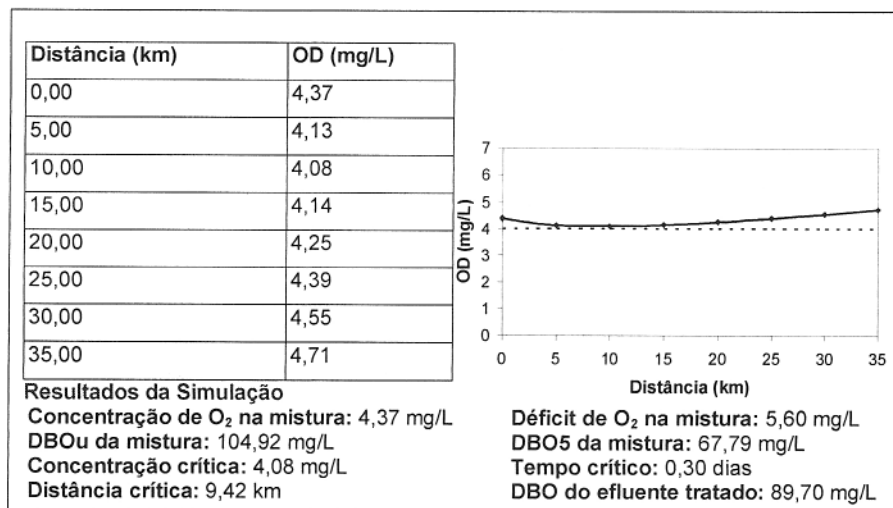 Distância (km) OD (mg/L)
0,00 4,37
5,00 4,13
10,00 4,08
15,00 4,14
20,00 4,25
25,00 4,39
30,00 4,55
35,00 4,71
7
6
5
4
3
2
1
0
OD (mg/L)
0 5 10 15 20 25 30 35
Distância (km)
Resultados da Simulação
Concentração de O₂ na mistura: 4,37 mg/L
DBOu da mistura: 104,92 mg/L
Concentração crítica: 4,08 mg/L
Distância crítica: 9,42 km
Déficit de O₂ na mistura: 5,60 mg/L
DBO5 da mistura: 67,79 mg/L
Tempo crítico: 0,30 dias
DBO do efluente tratado: 89,70 mg/L